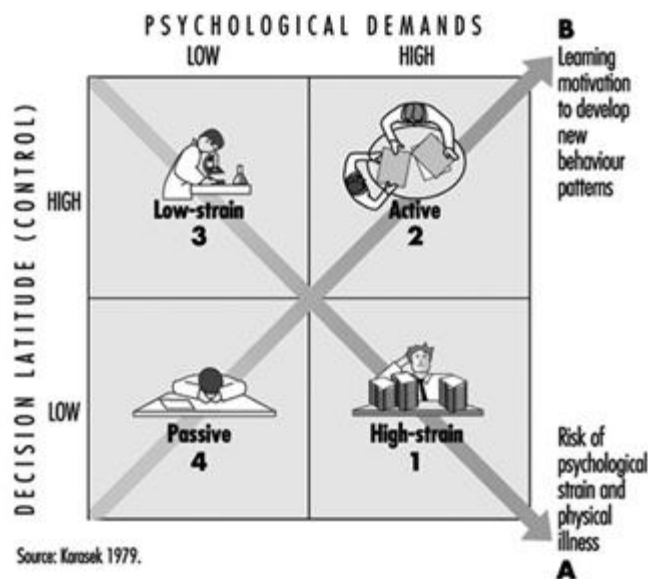 PSYCHOLOGICAL DEMANDS
LOW
HIGH
B
Learning
motivation
to develop
new
behaviour
patterns
DECISION LATITUDE (CONTROL)
HIGH
LOW
Low-strain
3
Active
2
Passive
4
High-strain
1
Risk of
psychological
strain and
physical
illness
A
Source: Karasek 1979.